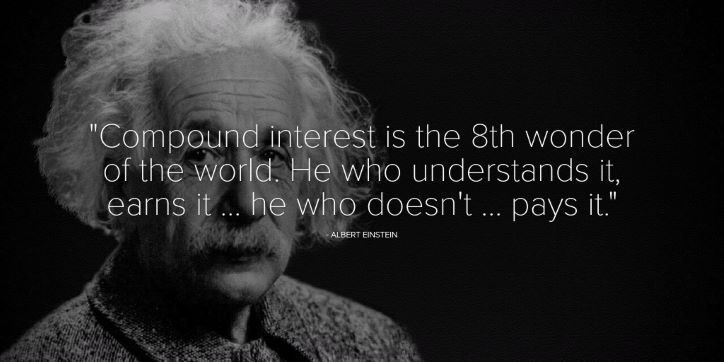 "Compound interest is the 8th wonder
of the world. He who understands it,
earns it ... he who doesn't ... pays it."
- ALBERT EINSTEIN